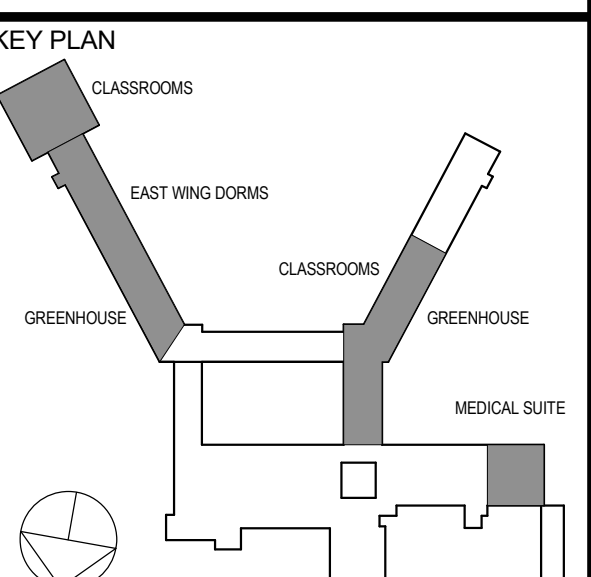 KEY PLAN
CLASSROOMS
EAST WING DORMS
CLASSROOMS
GREENHOUSE
GREENHOUSE
MEDICAL SUITE